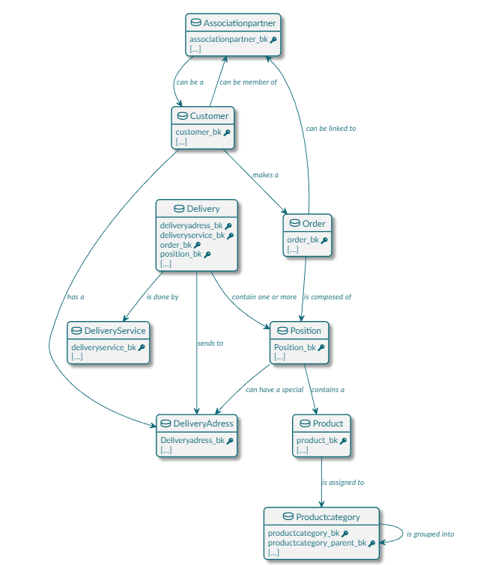 Associationpartner
associationpartner_bk
[...]
can be a
can be member of
Customer
customer_bk
[...]
can be linked to
makes a
Delivery
deliveryadress_bk
deliveryservice_bk
order_bk
position_bk
[...]
Order
order_bk
[...]
has a
is done by
contain one or more
is composed of
DeliveryService
deliveryservice_bk
[...]
sends to
Position
Position_bk
[...]
can have a special
contains a
DeliveryAdress
Deliveryadress_bk
[...]
Product
product_bk
[...]
is assigned to
Productcategory
productcategory_bk
productcategory_parent_bk
[...]
is grouped into